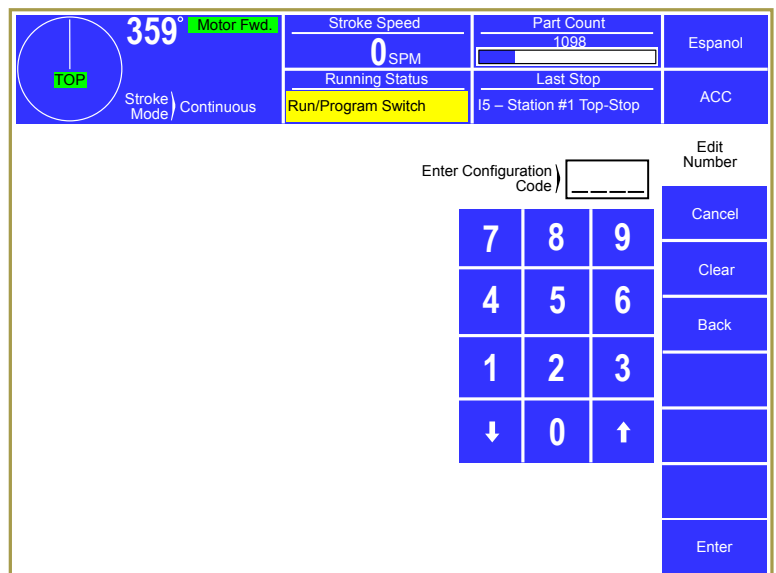 359°
Motor Fwd.
TOP
Stroke Mode
Continuous
Stroke Speed
0 SPM
Running Status
Run/Program Switch
Part Count
1098
Last Stop
I5 – Station #1 Top-Stop
Espanol
ACC
Edit
Number
Enter Configuration
Code
_ _ _ _
Cancel
Clear
Back
Enter
7 8 9
4 5 6
1 2 3
⬇ 0 ⬆